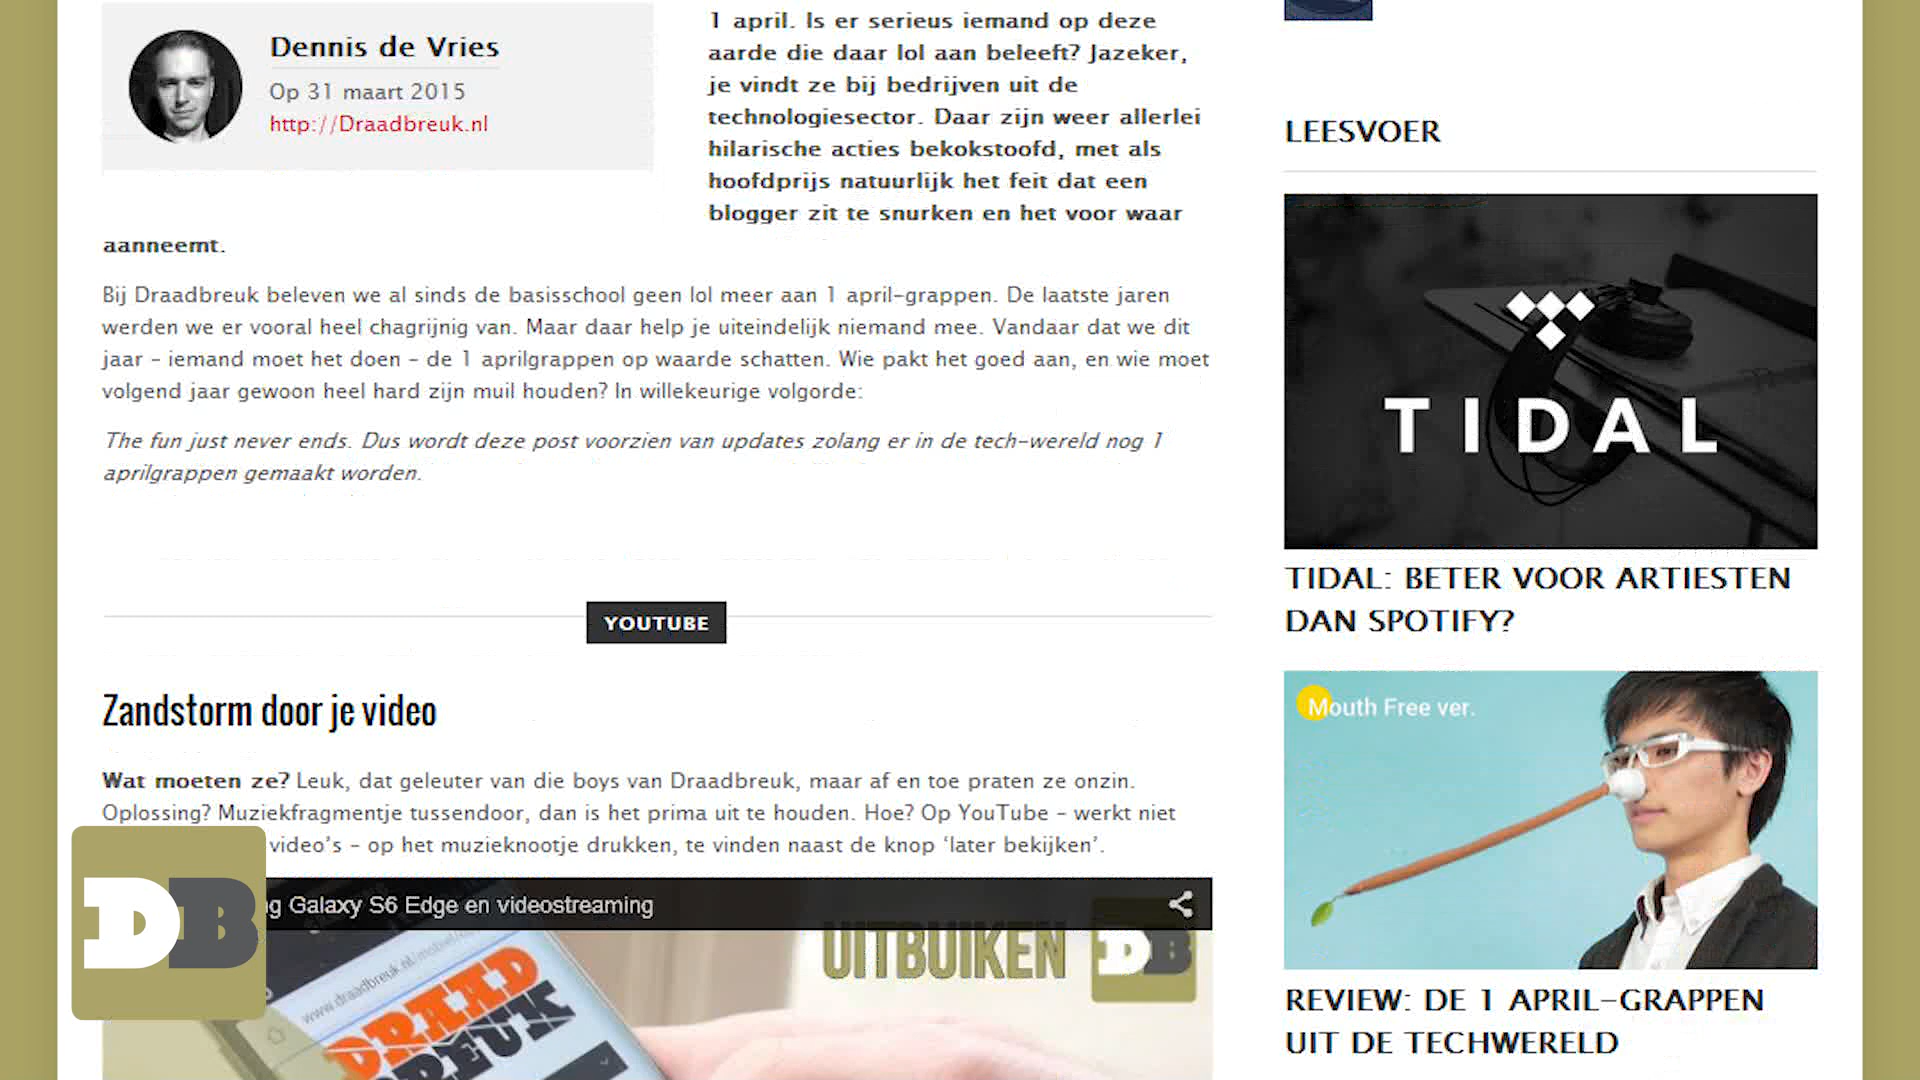 Dennis de Vries
Op 31 maart 2015
http://Draadbreuk.nl
1 april. Is er serieus iemand op deze
aarde die daar lol aan beleeft? Jazeker,
je vindt ze bij bedrijven uit de
technologiesector. Daar zijn weer allerlei
hilarische acties bekokstoofd, met als
hoofdprijs natuurlijk het feit dat een
blogger zit te snurken en het voor waar
aanneemt.
Bij Draadbreuk beleven we al sinds de basisschool geen lol meer aan 1 april-grappen. De laatste jaren
werden we er vooral heel chagrijnig van. Maar daar help je uiteindelijk niemand mee. Vandaar dat we dit
jaar – iemand moet het doen – de 1 aprilgrappen op waarde schatten. Wie pakt het goed aan, en wie moet
volgend jaar gewoon heel hard zijn muil houden? In willekeurige volgorde:
The fun just never ends. Dus wordt deze post voorzien van updates zolang er in de tech-wereld nog 1
aprilgrappen gemaakt worden.
YOUTUBE
Zandstorm door je video
Wat moeten ze? Leuk, dat geleuter van die boys van Draadbreuk, maar af en toe praten ze onzin.
Oplossing? Muziekfragmentje tussendoor, dan is het prima uit te houden. Hoe? Op YouTube – werkt niet
video's – op het muzieknootje drukken, te vinden naast de knop ‘later bekijken’.
Galaxy S6 Edge en videostreaming
UITBUIKEN
DB
www.draadbreuk.nl/mobiel
DRAAD
BREUK
DB
LEESVOER
TIDAL
TIDAL: BETER VOOR ARTIESTEN
DAN SPOTIFY?
Mouth Free ver.
REVIEW: DE 1 APRIL-GRAPPEN
UIT DE TECHWERELD